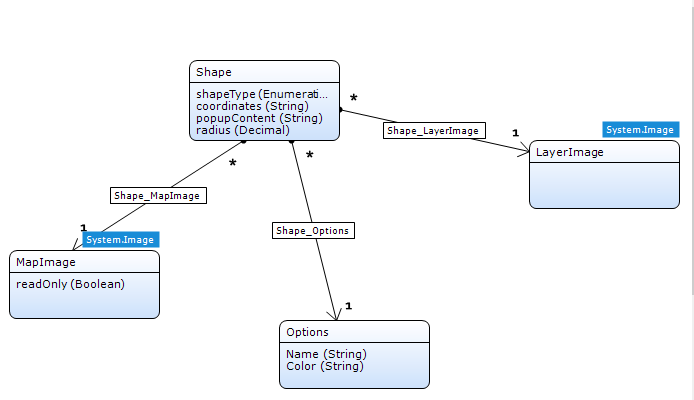 Shape
shapeType (Enumerati...
coordinates (String)
popupContent (String)
radius (Decimal)
*
Shape_LayerImage
1
System.Image
LayerImage
*
*
Shape_MapImage
1
System.Image
MapImage
readOnly (Boolean)
Shape_Options
1
Options
Name (String)
Color (String)